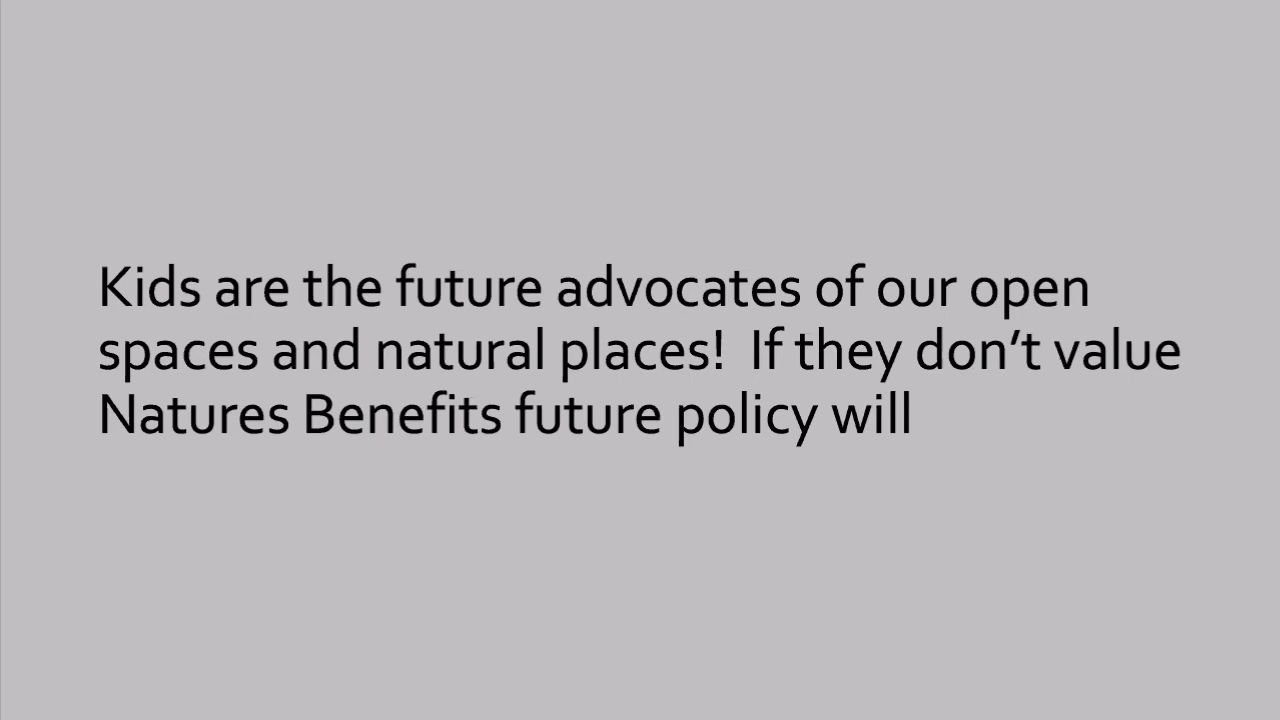 Kids are the future advocates of our open
spaces and natural places!  If they don’t value
Natures Benefits future policy will